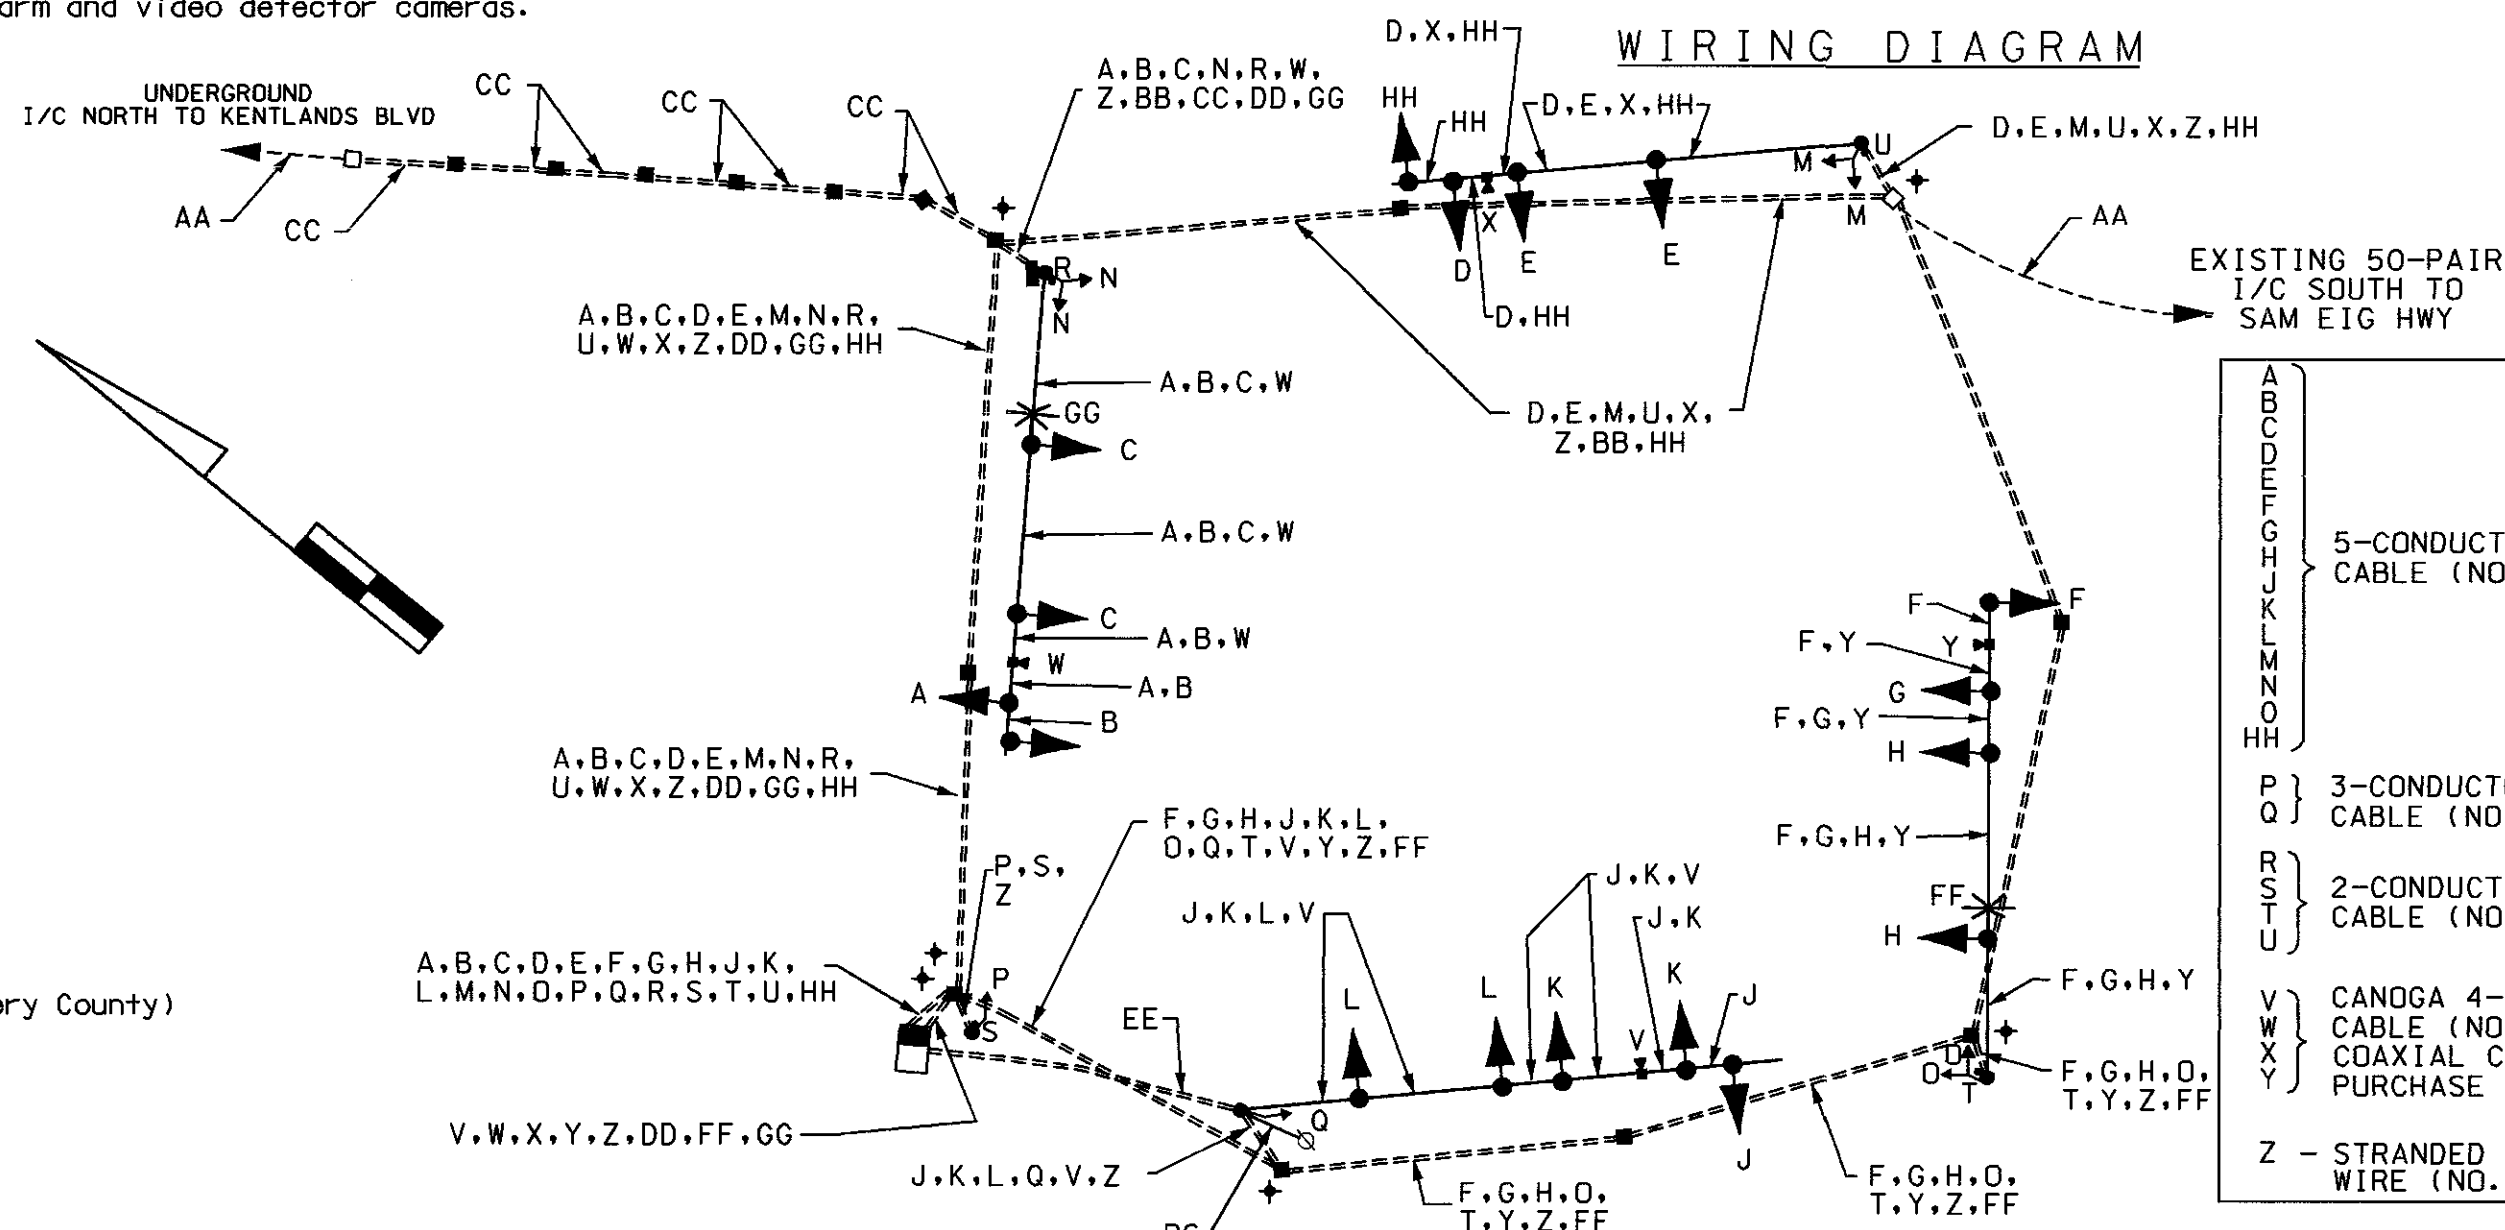 arm and video detector cameras.
WIRING DIAGRAM
UNDERGROUND
I/C NORTH TO KENTLANDS BLVD
CC
CC
CC
A,B,C,N,R,W,
Z,BB,CC,DD,GG
D,X,HH
HH
HH
D,E,X,HH
D,E,M,U,X,Z,HH
U
M
M
AA
CC
X
D
E
E
AA
R
N
N
D,HH
EXISTING 50-PAIR
I/C SOUTH TO
SAM EIG HWY
A,B,C,D,E,M,N,R,
U,W,X,Z,DD,GG,HH
A,B,C,W
GG
C
D,E,M,U,X,
Z,BB,HH
A,B,C,W
C
A,B,W
W
A,B
A
B
F
F
F,Y
Y
G
F,G,Y
H
F,G,H,Y
FF
H
F,G,H,Y
A,B,C,D,E,M,N,R,
U,W,X,Z,DD,GG,HH
F,G,H,J,K,L,
O,Q,T,V,Y,Z,FF
P,S,
Z
J,K,L,V
J,K,V
J,K
A,B,C,D,E,F,G,H,J,K,
L,M,N,O,P,Q,R,S,T,U,HH
P
S
EE
L
L
K
V
K
J
ery County)
V,W,X,Y,Z,DD,FF,GG
Q
J,K,L,Q,V,Z
J
O
O
T
F,G,H,O,
T,Y,Z,FF
F,G,H,O,
T,Y,Z,FF
F,G,H,O,
T,Y,Z,FF
A
B
C
D
E
F
G
H
J
K
L
M
N
O
HH
5-CONDUCT
CABLE (NO
P
Q
3-CONDUCT
CABLE (NO
R
S
T
U
2-CONDUCT
CABLE (NO
V
W
X
Y
CANOGA 4-
CABLE (NO
COAXIAL C
PURCHASE
Z - STRANDED
WIRE (NO.